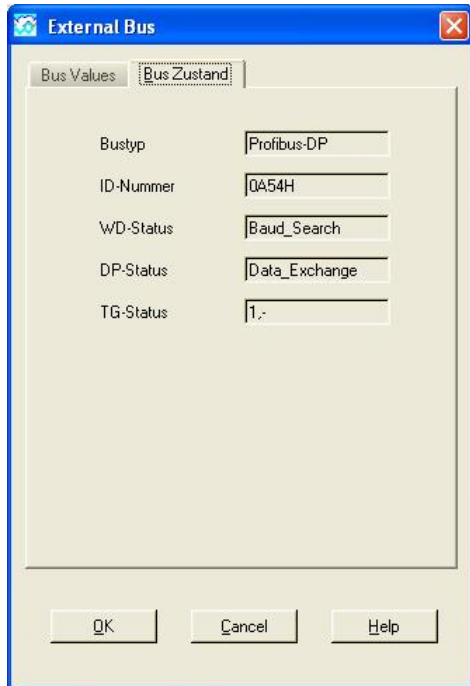 External Bus
Bus Values Bus Zustand
Bustyp Profibus-DP
ID-Nummer 0A54H
WD-Status Baud_Search
DP-Status Data_Exchange
TG-Status 1,-
OK Cancel Help